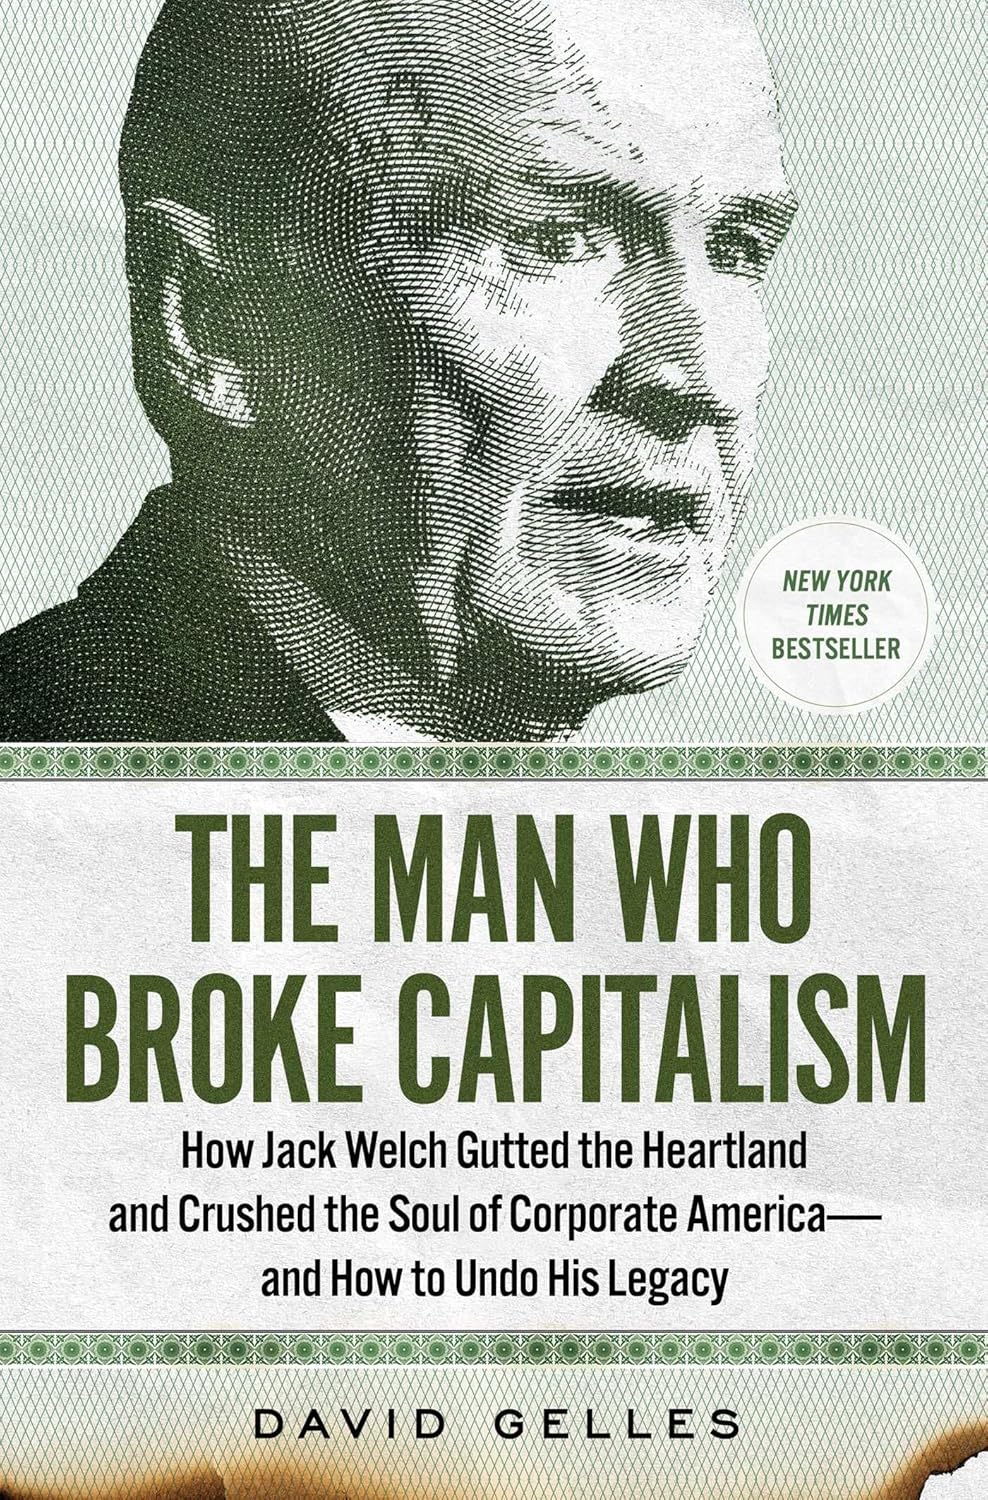 NEW YORK
TIMES
BESTSELLER
THE MAN WHO
BROKE CAPITALISM
How Jack Welch Gutted the Heartland
and Crushed the Soul of Corporate America—
and How to Undo His Legacy
DAVID GELLES